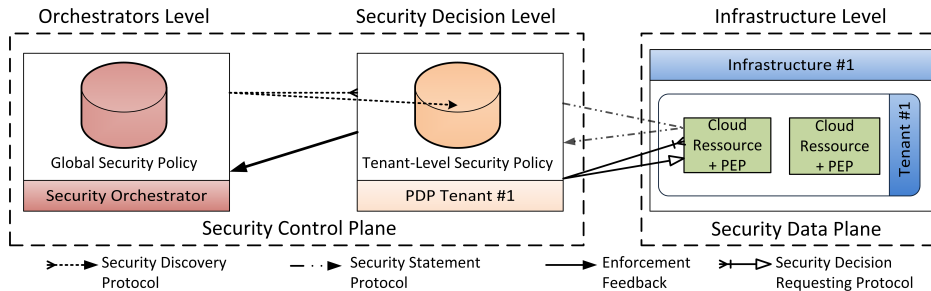 Orchestrators Level
Security Decision Level
Infrastructure Level
Infrastructure #1
Global Security Policy
Security Orchestrator
Tenant-Level Security Policy
PDP Tenant #1
Cloud
Ressource
+ PEP
Cloud
Ressource
+ PEP
Tenant #1
Security Control Plane
Security Data Plane
Security Discovery
Protocol
Security Statement
Protocol
Enforcement
Feedback
Security Decision
Requesting Protocol